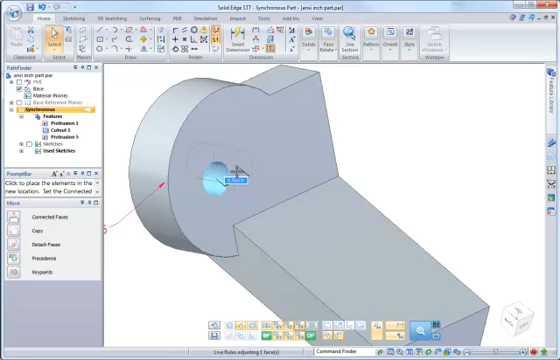 Solid Edge ST7 - Synchronous Part - [ansi inch part.par]
Home
Sketching
3D Sketching
Surfacing
PMI
Simulation
Inspect
Tools
Add-Ins
View
Paste
Select
Smart Dimension
Solids
Face Relate
Live Section
Pattern
Orient
Style
Switch Windows
Clipboard
Select
Draw
Relate
Dimension
Window
PathFinder
ansi inch part.par
PMI
Base
Material (None)
Base Reference Planes
Synchronous
Features
Protrusion 1
Cutout 1
Protrusion 5
Sketches
Used Sketches
PromptBar
Click to place the elements in the
new location. Set the Connected
Move
Connected Faces
Copy
Detach Faces
Precedence
Keypoints
Feature Library
Live Rules adjusting 1 face(s)
Command Finder